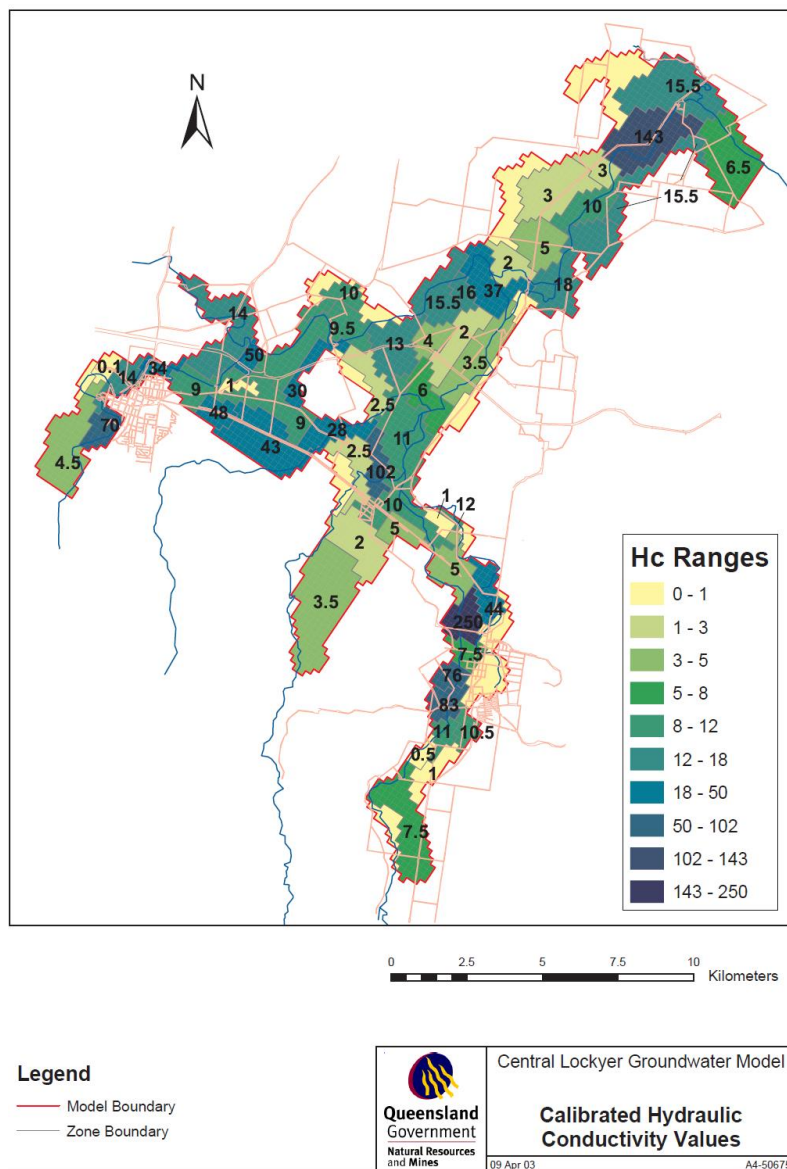 N
15.5
143
6.5
3
3
10
15.5
5
2
18
16
37
15.5
10
14
9.5
13
4
2
3.5
50
0.1
14
34
9
1
30
6
2.5
48
9
28
11
70
43
2.5
4.5
102
1
12
10
5
2
5
3.5
44
250
7.5
76
83
11
10.5
0.5
1
7.5
Hc Ranges
0 - 1
1 - 3
3 - 5
5 - 8
8 - 12
12 - 18
18 - 50
50 - 102
102 - 143
143 - 250
0 2.5 5 7.5 10
Kilometers
Legend
Model Boundary
Zone Boundary
Queensland
Government
Natural Resources
and Mines
Central Lockyer Groundwater Model
Calibrated Hydraulic
Conductivity Values
09 Apr 03 A4-50675